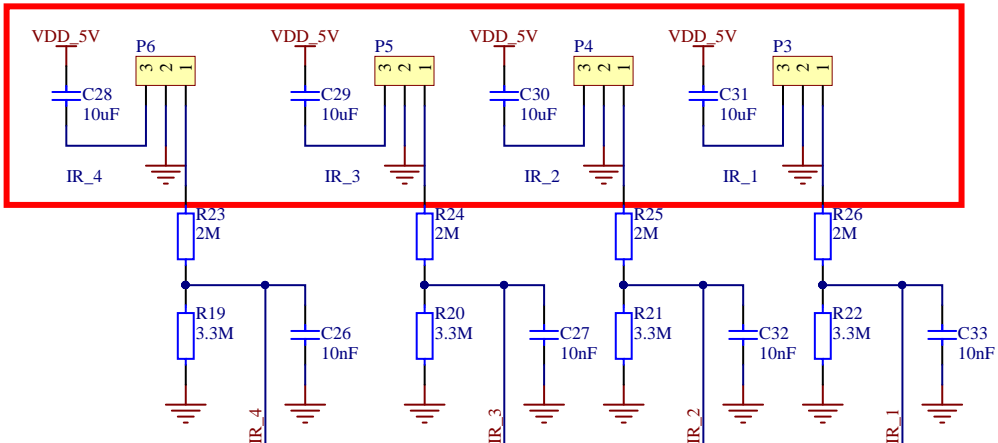 VDD_5V
P6
3 2 1
C28
10uF
IR_4
VDD_5V
P5
3 2 1
C29
10uF
IR_3
VDD_5V
P4
3 2 1
C30
10uF
IR_2
VDD_5V
P3
3 2 1
C31
10uF
IR_1
R23
2M
R24
2M
R25
2M
R26
2M
R19
3.3M
C26
10nF
R20
3.3M
C27
10nF
R21
3.3M
C32
10nF
R22
3.3M
C33
10nF
IR_4
IR_3
IR_2
IR_1